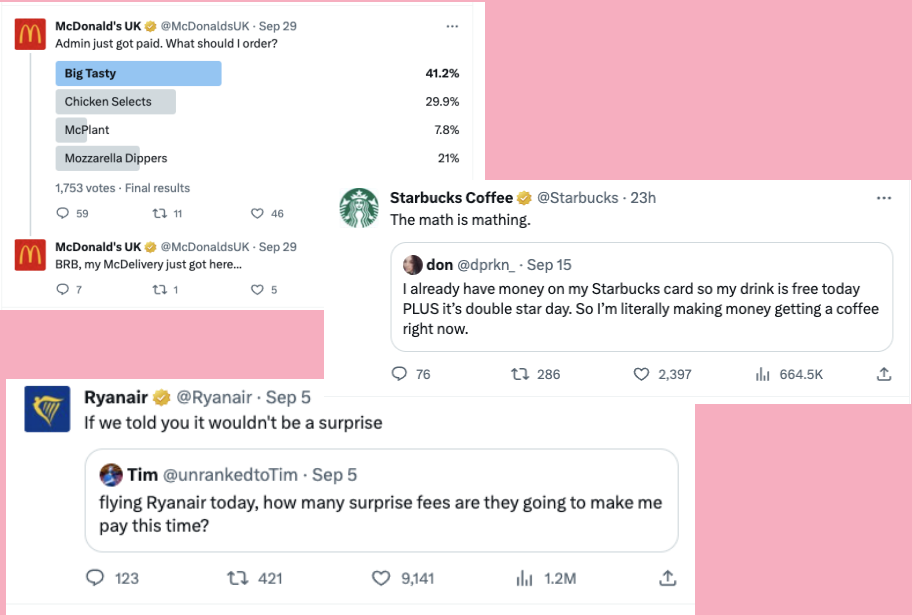 McDonald's UK @McDonaldsUK · Sep 29
Admin just got paid. What should I order?
Big Tasty 41.2%
Chicken Selects 29.9%
McPlant 7.8%
Mozzarella Dippers 21%
1,753 votes · Final results
59 11 46
McDonald's UK @McDonaldsUK · Sep 29
BRB, my McDelivery just got here...
7 1 5
Starbucks Coffee @Starbucks · 23h
The math is mathing.
don @dprkn_ · Sep 15
I already have money on my Starbucks card so my drink is free today
PLUS it's double star day. So I'm literally making money getting a coffee
right now.
76 286 2,397 664.5K
Ryanair @Ryanair · Sep 5
If we told you it wouldn't be a surprise
Tim @unrankedtoTim · Sep 5
flying Ryanair today, how many surprise fees are they going to make me
pay this time?
123 421 9,141 1.2M